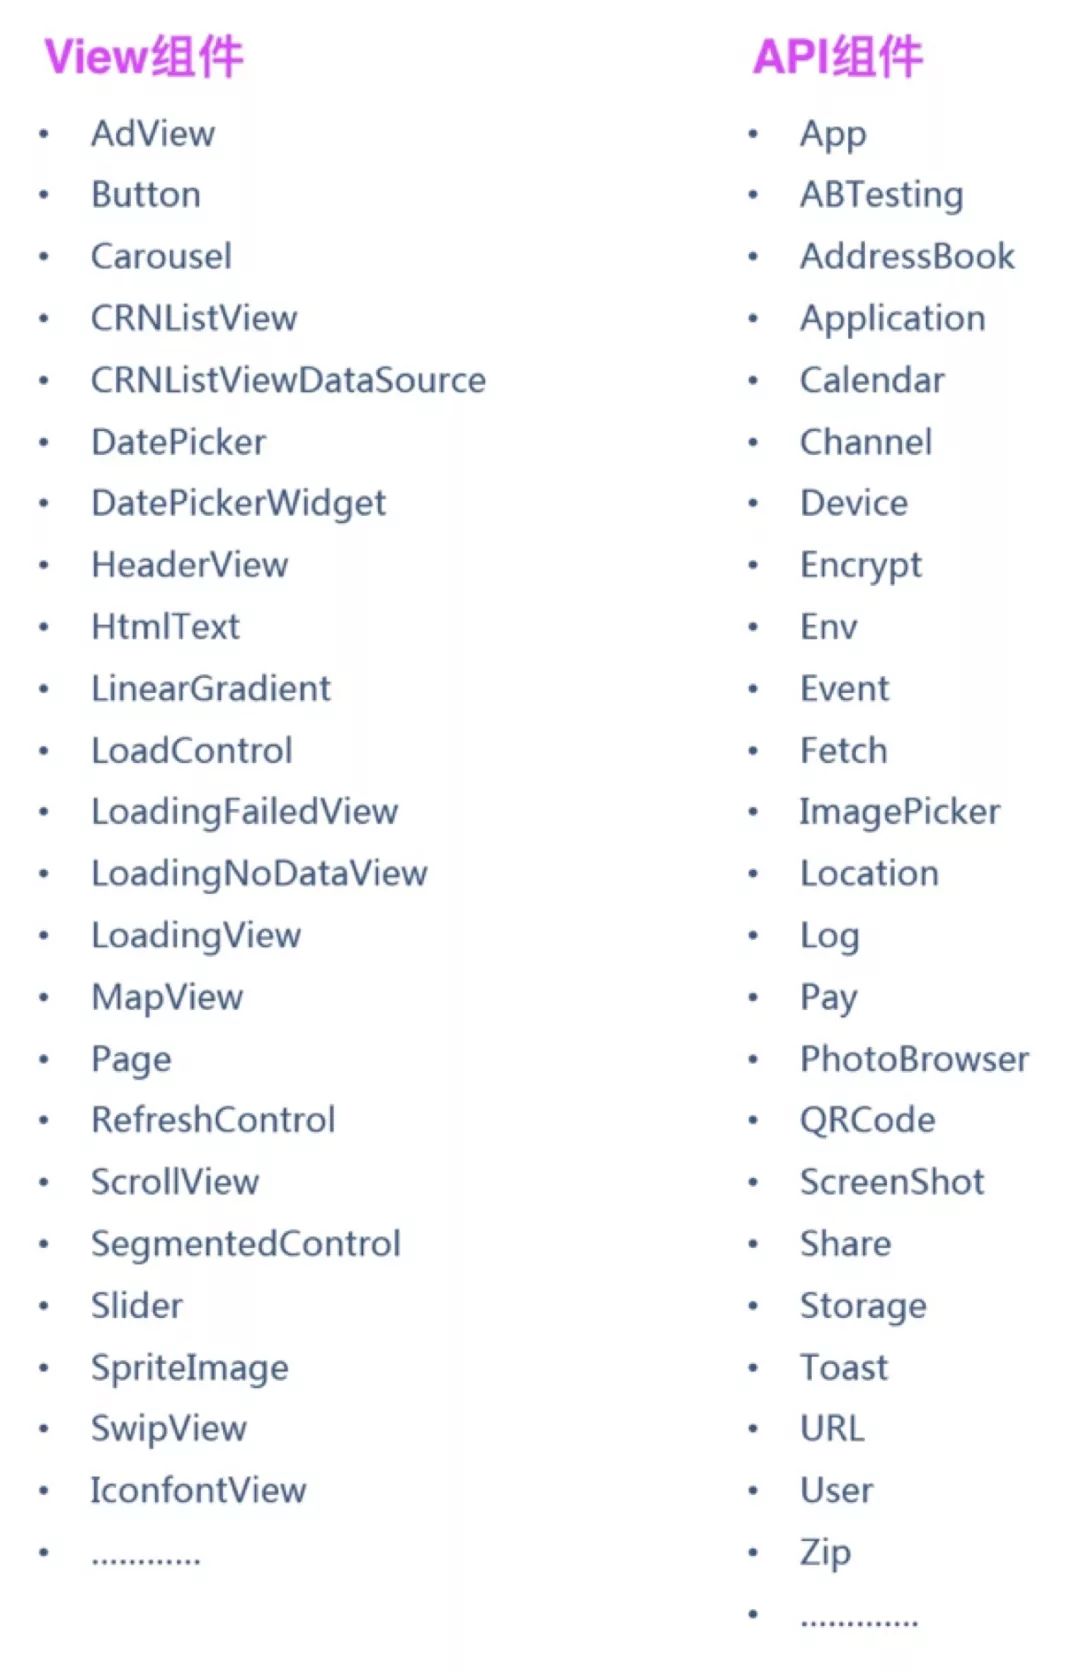 View组件
• AdView
• Button
• Carousel
• CRNListView
• CRNListViewDataSource
• DatePicker
• DatePickerWidget
• HeaderView
• HtmlText
• LinearGradient
• LoadControl
• LoadingFailedView
• LoadingNoDataView
• LoadingView
• MapView
• Page
• RefreshControl
• ScrollView
• SegmentedControl
• Slider
• SpriteImage
• SwipView
• IconfontView
• ............
API组件
• App
• ABTesting
• AddressBook
• Application
• Calendar
• Channel
• Device
• Encrypt
• Env
• Event
• Fetch
• ImagePicker
• Location
• Log
• Pay
• PhotoBrowser
• QRCode
• ScreenShot
• Share
• Storage
• Toast
• URL
• User
• Zip
• .............